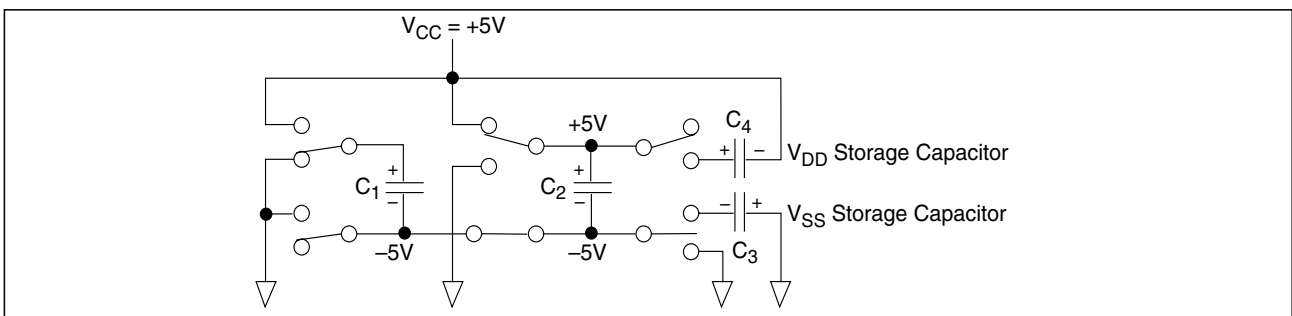 V_CC = +5V
+5V
C_4
+ –
V_DD Storage Capacitor
+
C_1
–
+
C_2
–
– +
V_SS Storage Capacitor
–5V
–5V
C_3